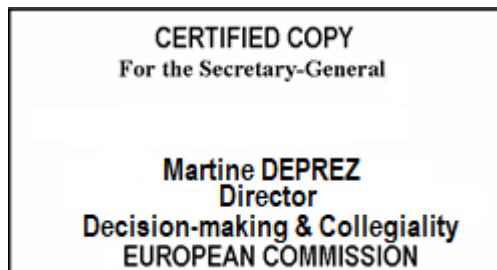 CERTIFIED COPY
For the Secretary-General
Martine DEPREZ
Director
Decision-making & Collegiality
EUROPEAN COMMISSION